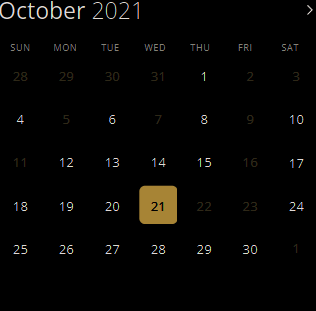 October 2021
SUN MON TUE WED THU FRI SAT
28 29 30 31 1 2 3
4 5 6 7 8 9 10
11 12 13 14 15 16 17
18 19 20 21 22 23 24
25 26 27 28 29 30 1